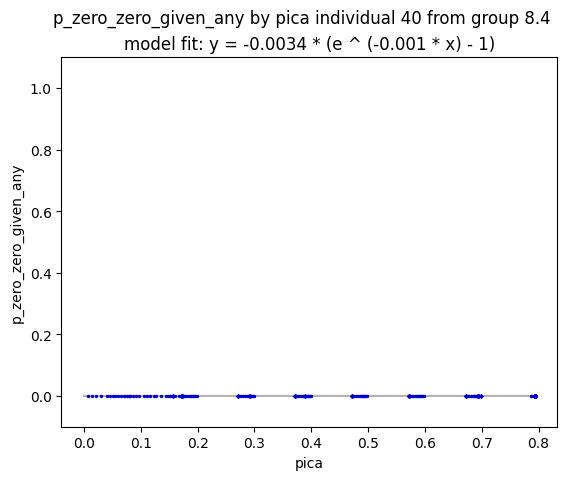 p_zero_zero_given_any by pica individual 40 from group 8.4
model fit: y = -0.0034 * (e ^ (-0.001 * x) - 1)
p_zero_zero_given_any
1.0
0.8
0.6
0.4
0.2
0.0
0.0 0.1 0.2 0.3 0.4 0.5 0.6 0.7 0.8
pica